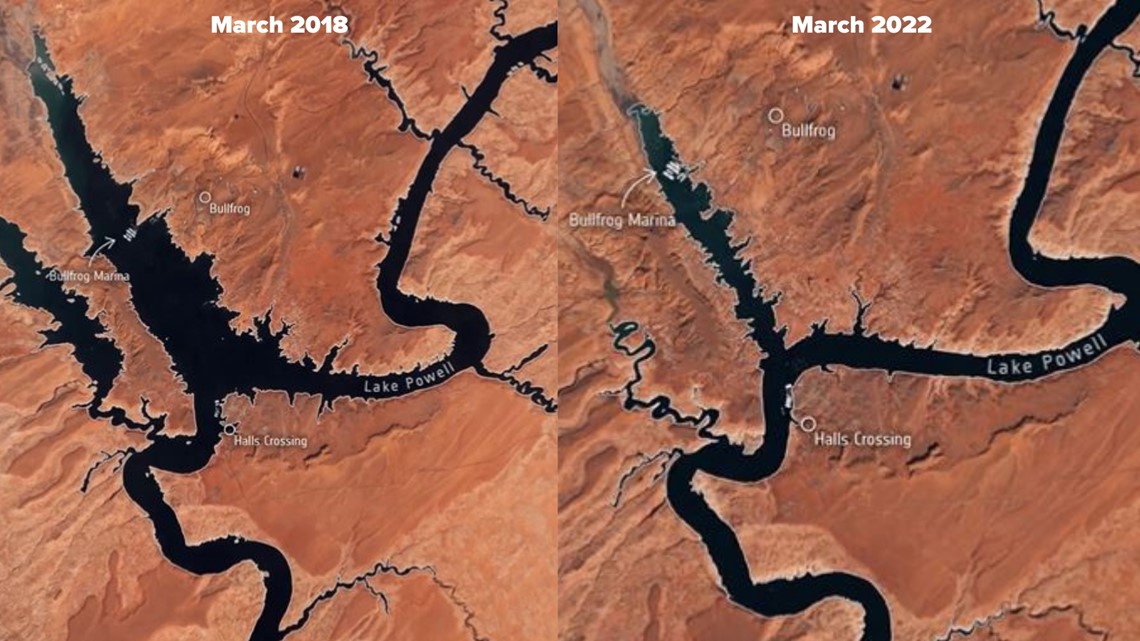 March 2018
Bullfrog
Bullfrog Marina
Lake Powell
Halls Crossing
March 2022
Bullfrog
Bullfrog Marina
Lake Powell
Halls Crossing